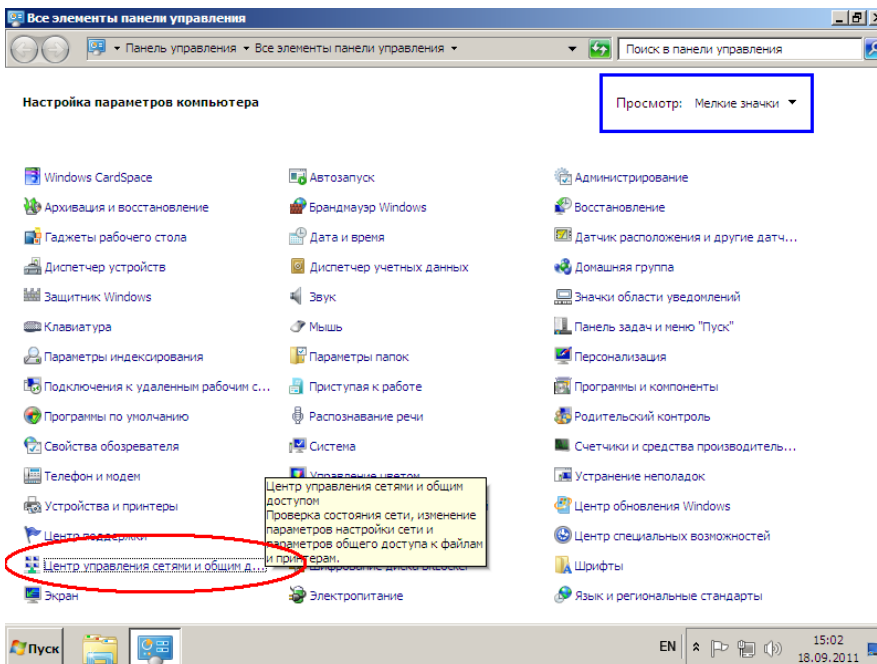 Все элементы панели управления
Панель управления Все элементы панели управления Поиск в панели управления
Настройка параметров компьютера
Просмотр: Мелкие значки
Windows CardSpace Автозапуск Администрирование
Архивация и восстановление Брандмауэр Windows Восстановление
Гаджеты рабочего стола Дата и время Датчик расположения и другие датч...
Диспетчер устройств Диспетчер учетных данных Домашняя группа
Защитник Windows Звук Значки области уведомлений
Клавиатура Мышь Панель задач и меню "Пуск"
Параметры индексирования Параметры папок Персонализация
Подключения к удаленным рабочим с... Приступая к работе Программы и компоненты
Программы по умолчанию Распознавание речи Родительский контроль
Свойства обозревателя Система Счетчики и средства производитель...
Телефон и модем Управление цветом Устранение неполадок
Устройства и принтеры Центр обновления Windows
Центр поддержки Центр специальных возможностей
Центр управления сетями и общим д... Шифрование диска BitLocker Шрифты
Экран Электропитание Язык и региональные стандарты
Центр управления сетями и общим
доступом
Проверка состояния сети, изменение
параметров настройки сети и
параметров общего доступа к файлам
и принтерам.
Пуск EN 15:02
18.09.2011